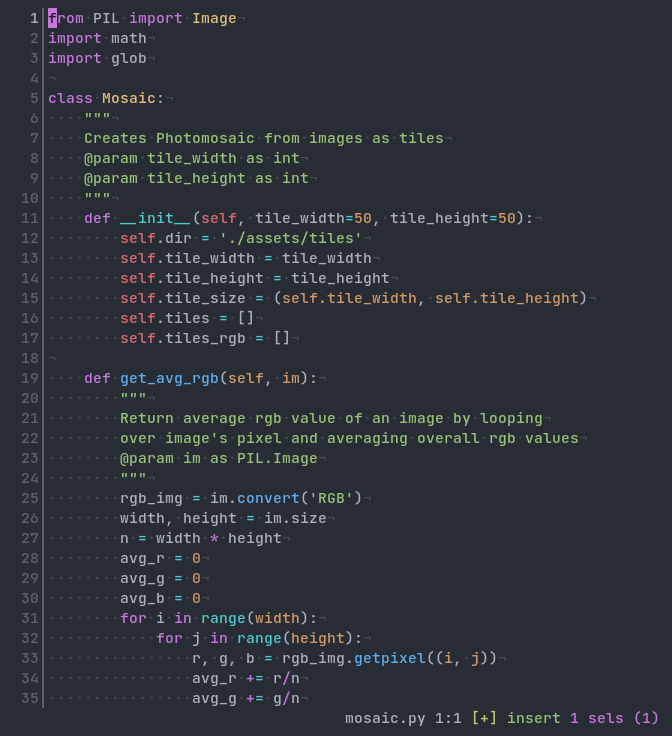 1 from PIL import Image¬
2 import math¬
3 import glob¬
4 ¬
5 class Mosaic:¬
6 ····"""¬
7 ····Creates·Photomosaic·from·images·as·tiles¬
8 ····@param·tile_width·as·int¬
9 ····@param·tile_height·as·int¬
10 ····"""¬
11 ····def·__init__(self,·tile_width=50,·tile_height=50):¬
12 ········self.dir·=·'./assets/tiles'¬
13 ········self.tile_width·=·tile_width¬
14 ········self.tile_height·=·tile_height¬
15 ········self.tile_size·=·(self.tile_width,·self.tile_height)¬
16 ········self.tiles·=·[]¬
17 ········self.tiles_rgb·=·[]¬
18 ¬
19 ····def·get_avg_rgb(self,·im):¬
20 ········"""¬
21 ········Return·average·rgb·value·of·an·image·by·looping¬
22 ········over·image's·pixel·and·averaging·overall·rgb·values¬
23 ········@param·im·as·PIL.Image¬
24 ········"""¬
25 ········rgb_img·=·im.convert('RGB')¬
26 ········width,·height·=·im.size¬
27 ········n·=·width·*·height¬
28 ········avg_r·=·0¬
29 ········avg_g·=·0¬
30 ········avg_b·=·0¬
31 ········for·i·in·range(width):¬
32 ············for·j·in·range(height):¬
33 ················r,·g,·b·=·rgb_img.getpixel((i,·j))¬
34 ················avg_r·+=·r/n¬
35 ················avg_g·+=·g/n¬
mosaic.py 1:1 [+] insert 1 sels (1)